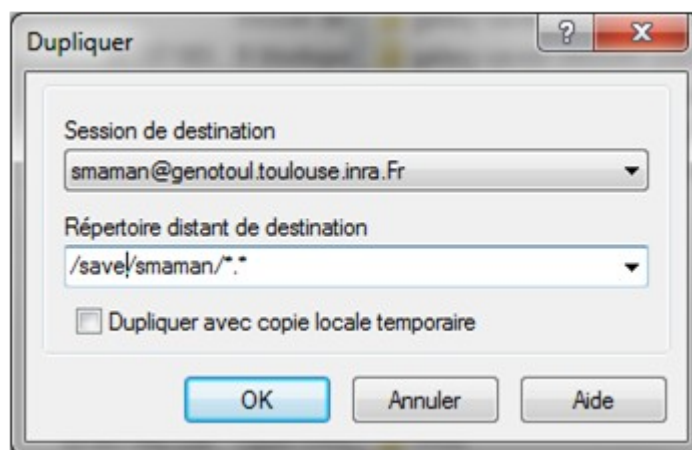 Dupliquer
?
X
Session de destination
smaman@genotoul.toulouse.inra.Fr
Répertoire distant de destination
/save/smaman/*.*
Dupliquer avec copie locale temporaire
OK Annuler Aide